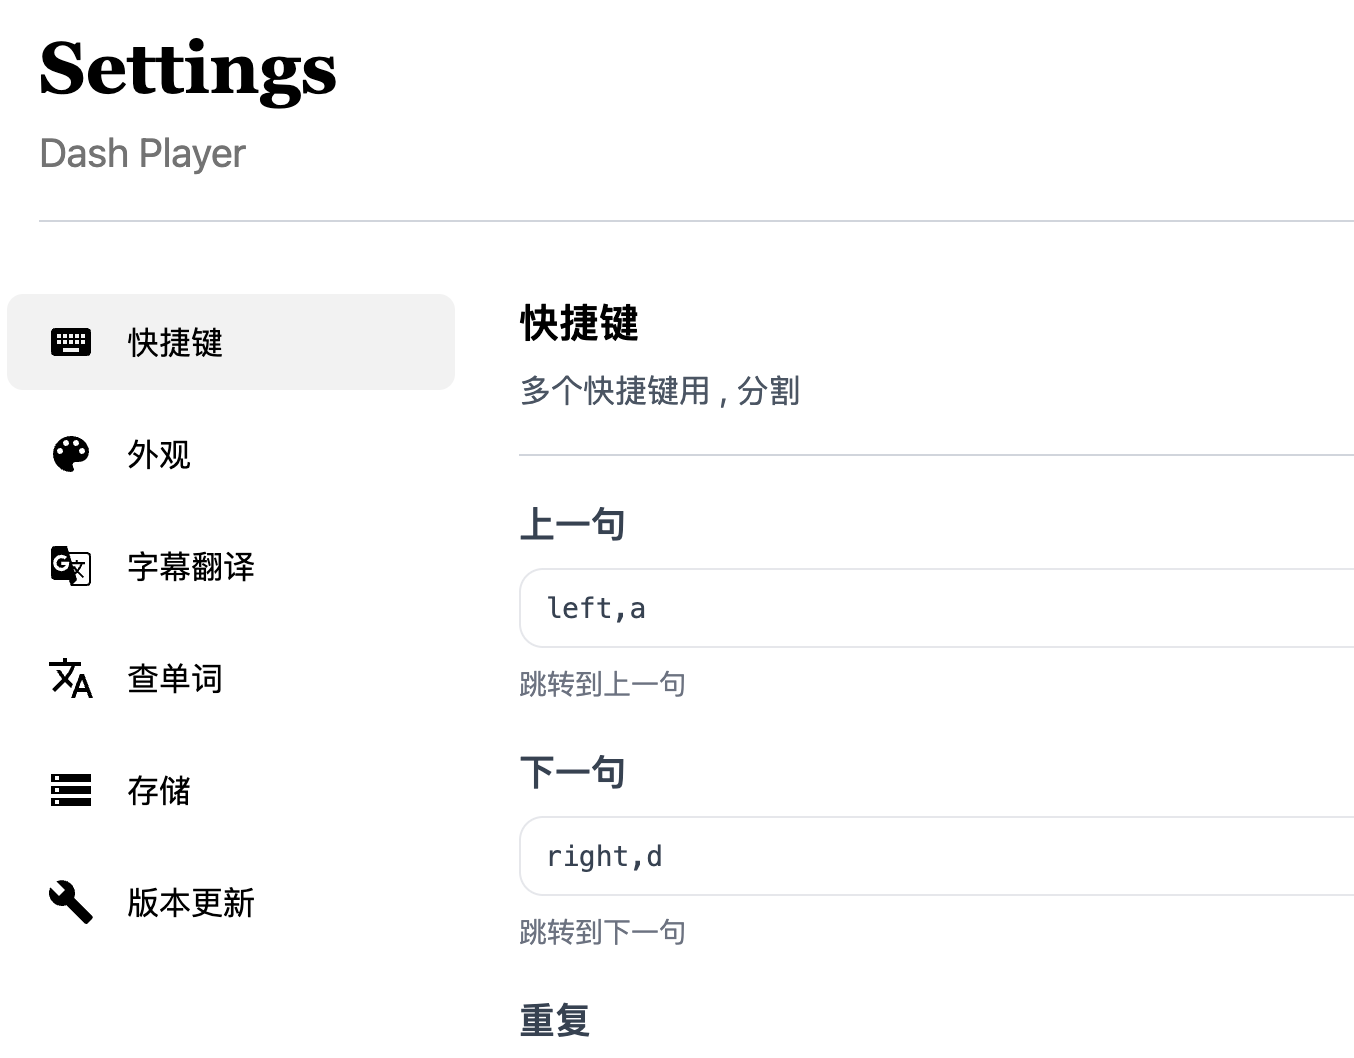 Settings
Dash Player
快捷键
外观
字幕翻译
查单词
存储
版本更新
快捷键
多个快捷键用 , 分割
上一句
left,a
跳转到上一句
下一句
right,d
跳转到下一句
重复